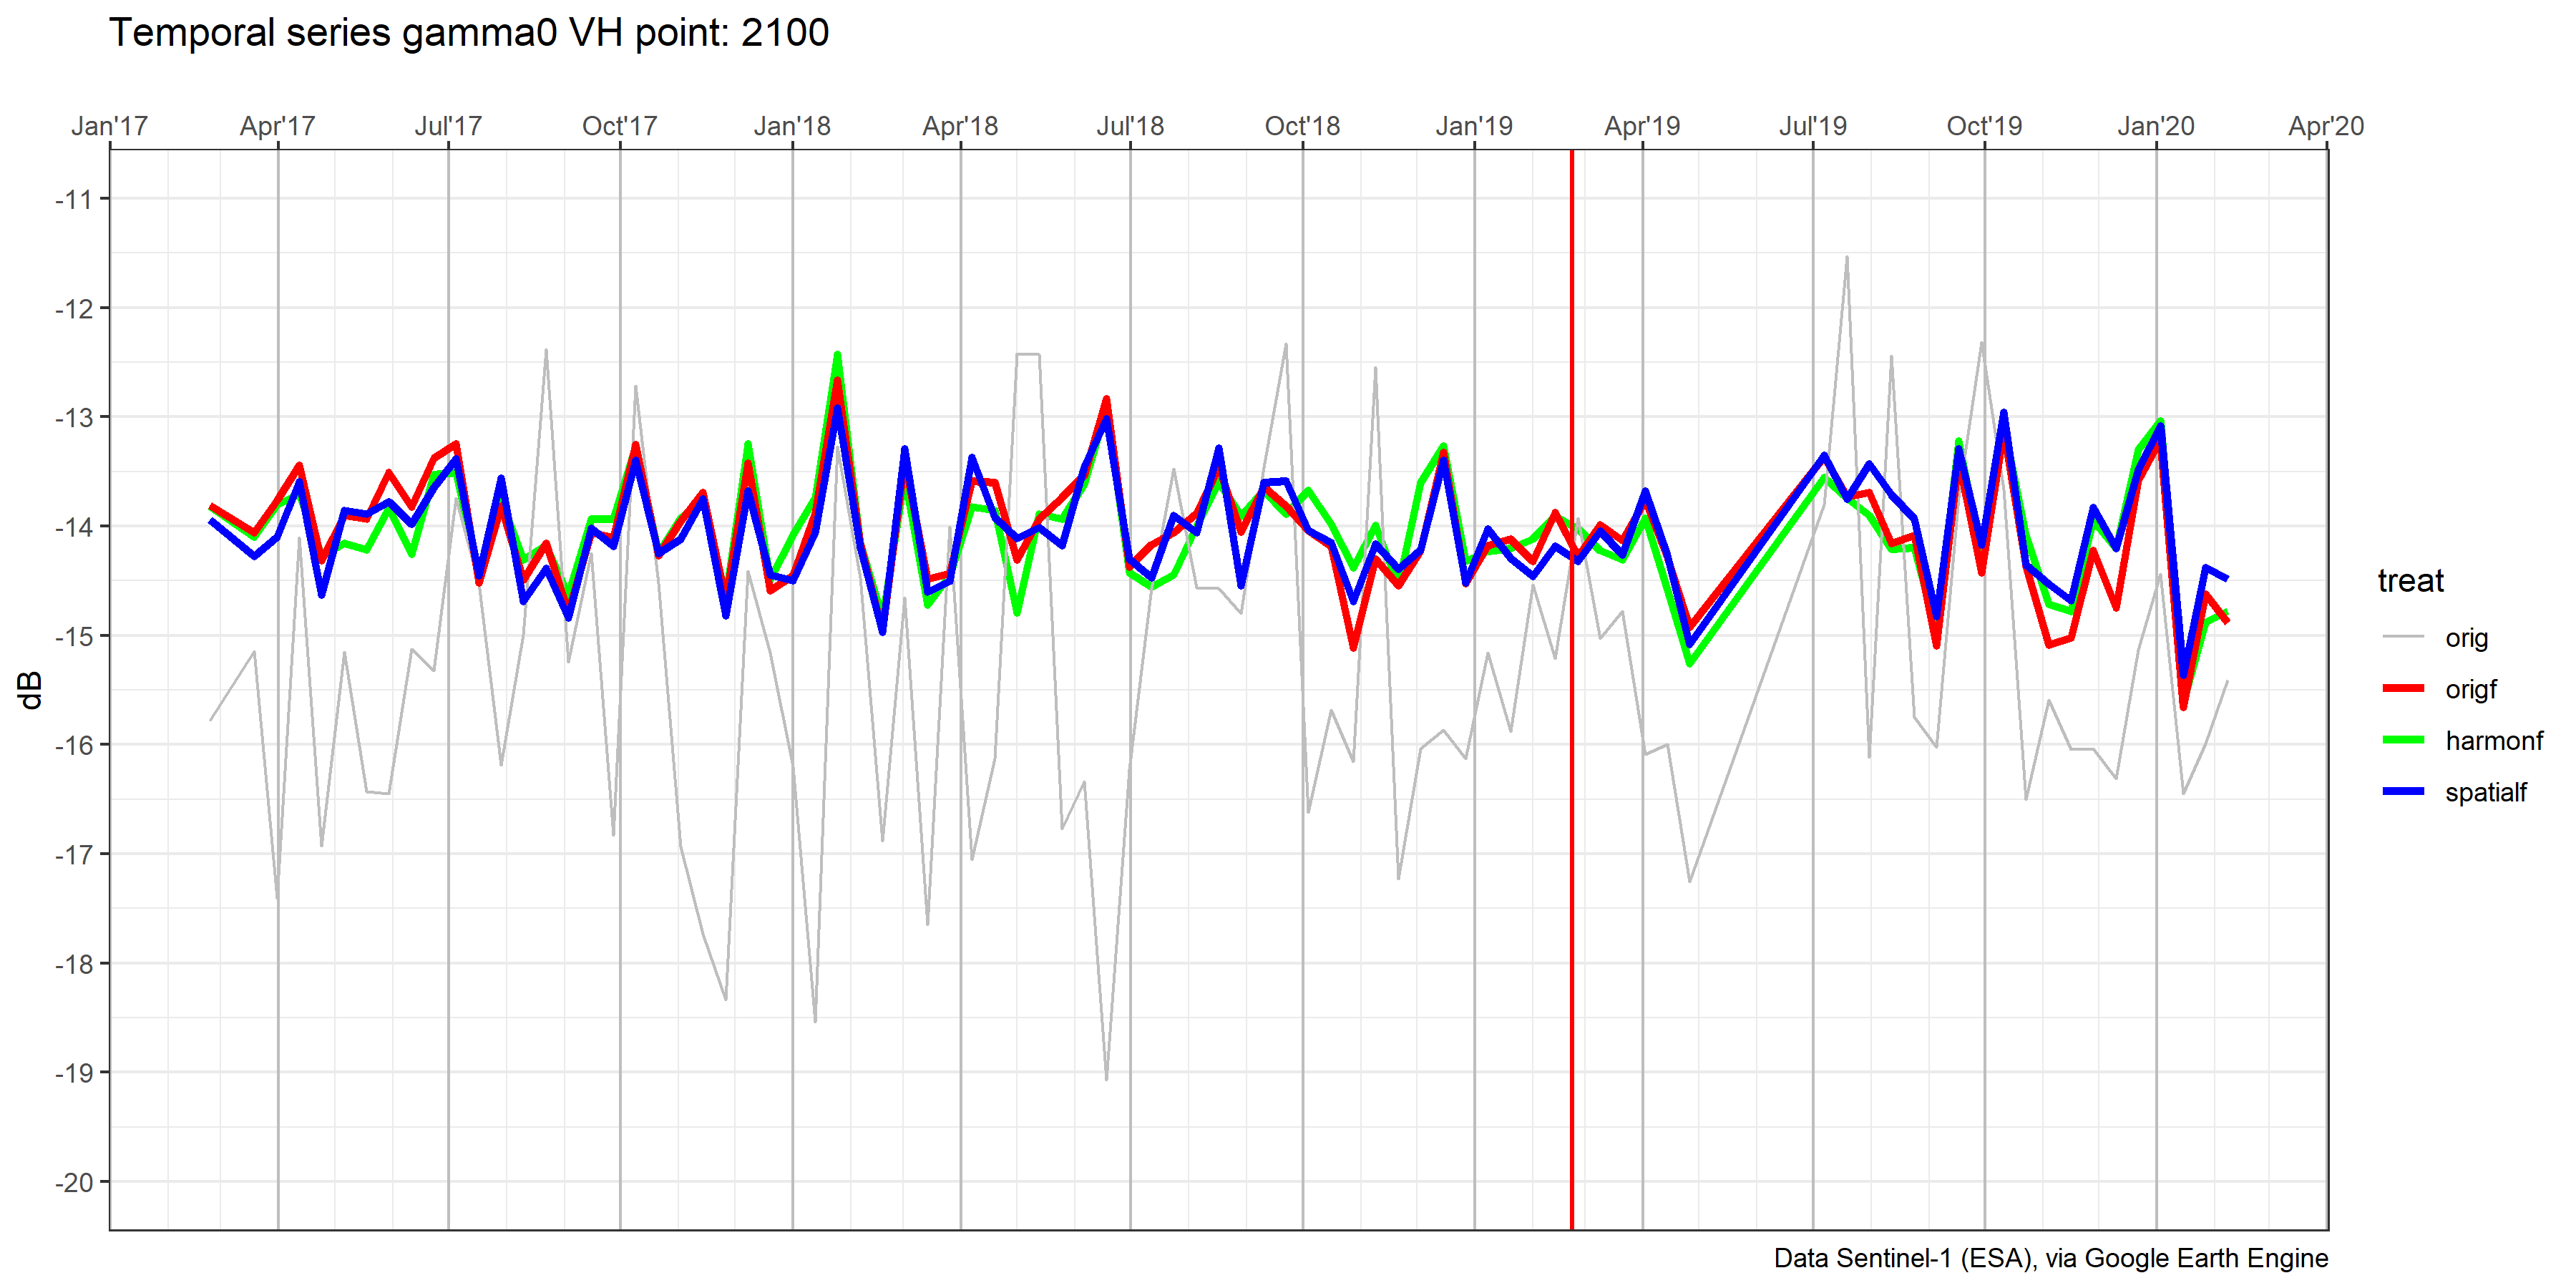 Temporal series gamma0 VH point: 2100
Jan'17 Apr'17 Jul'17 Oct'17 Jan'18 Apr'18 Jul'18 Oct'18 Jan'19 Apr'19 Jul'19 Oct'19 Jan'20 Apr'20
-11
-12
-13
-14
-15
-16
-17
-18
-19
-20
dB
treat
orig
origf
harmonf
spatialf
Data Sentinel-1 (ESA), via Google Earth Engine